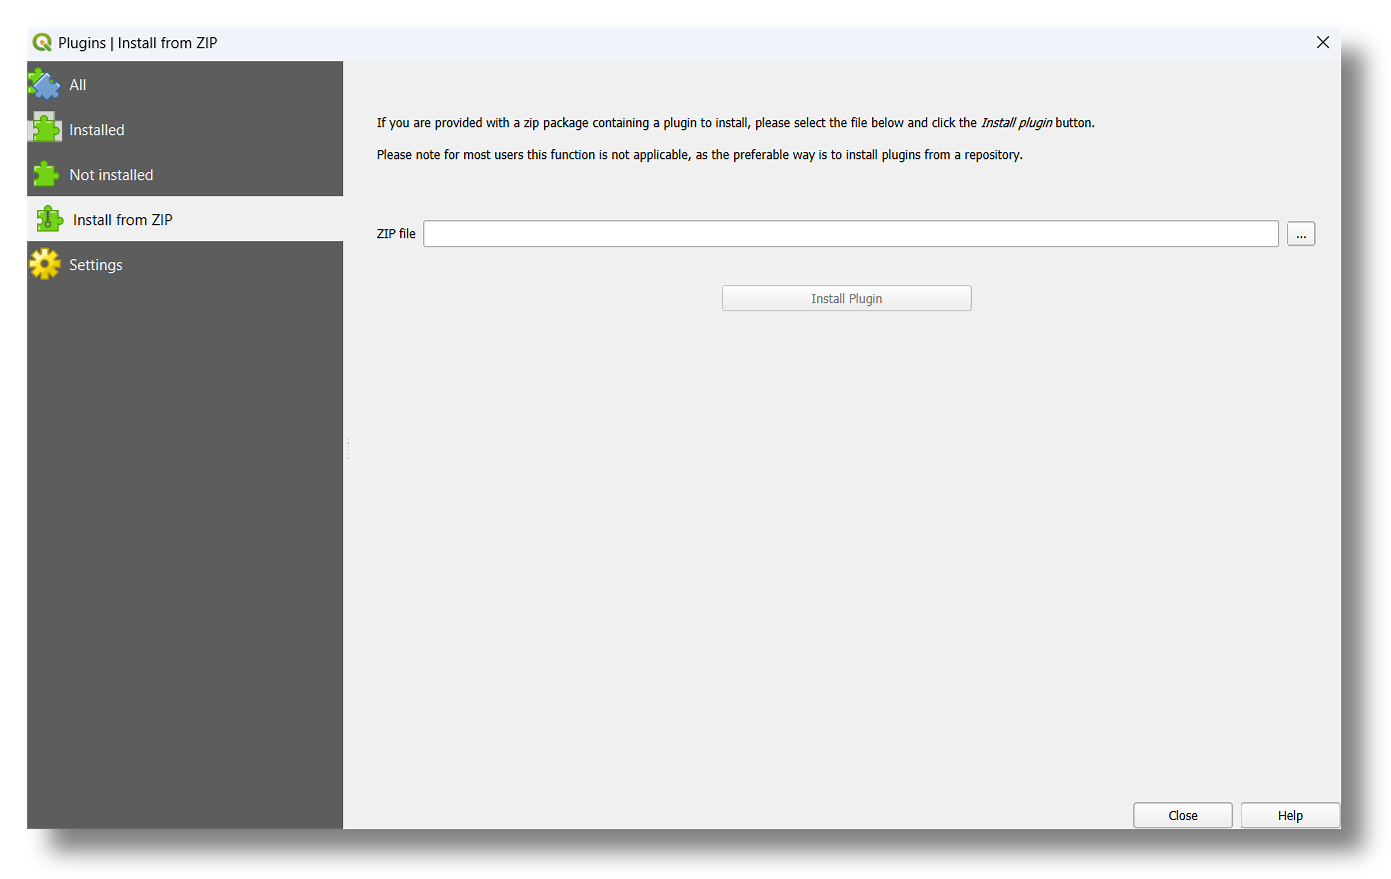 Plugins | Install from ZIP
All
Installed
Not installed
Install from ZIP
Settings
If you are provided with a zip package containing a plugin to install, please select the file below and click the Install plugin button.
Please note for most users this function is not applicable, as the preferable way is to install plugins from a repository.
ZIP file
...
Install Plugin
Close
Help